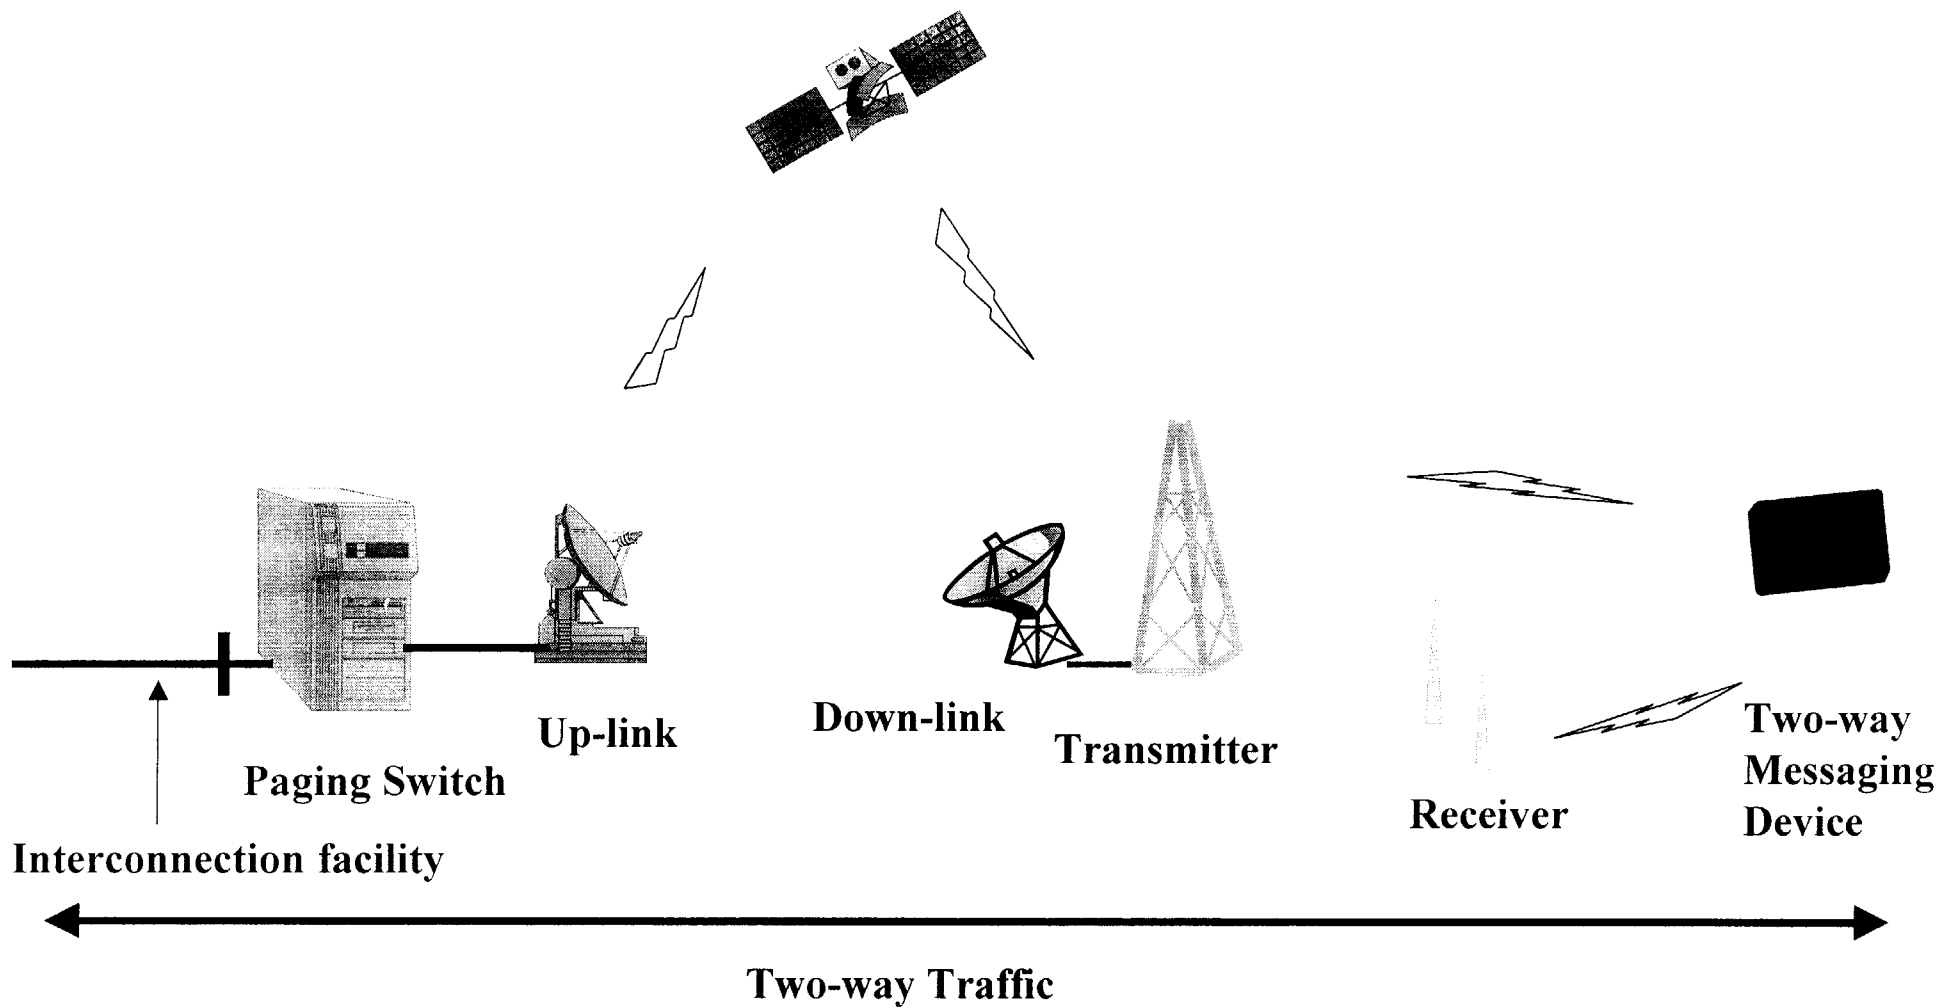 Up-link
Down-link
Transmitter
Two-way
Messaging
Device
Paging Switch
Receiver
Interconnection facility
Two-way Traffic